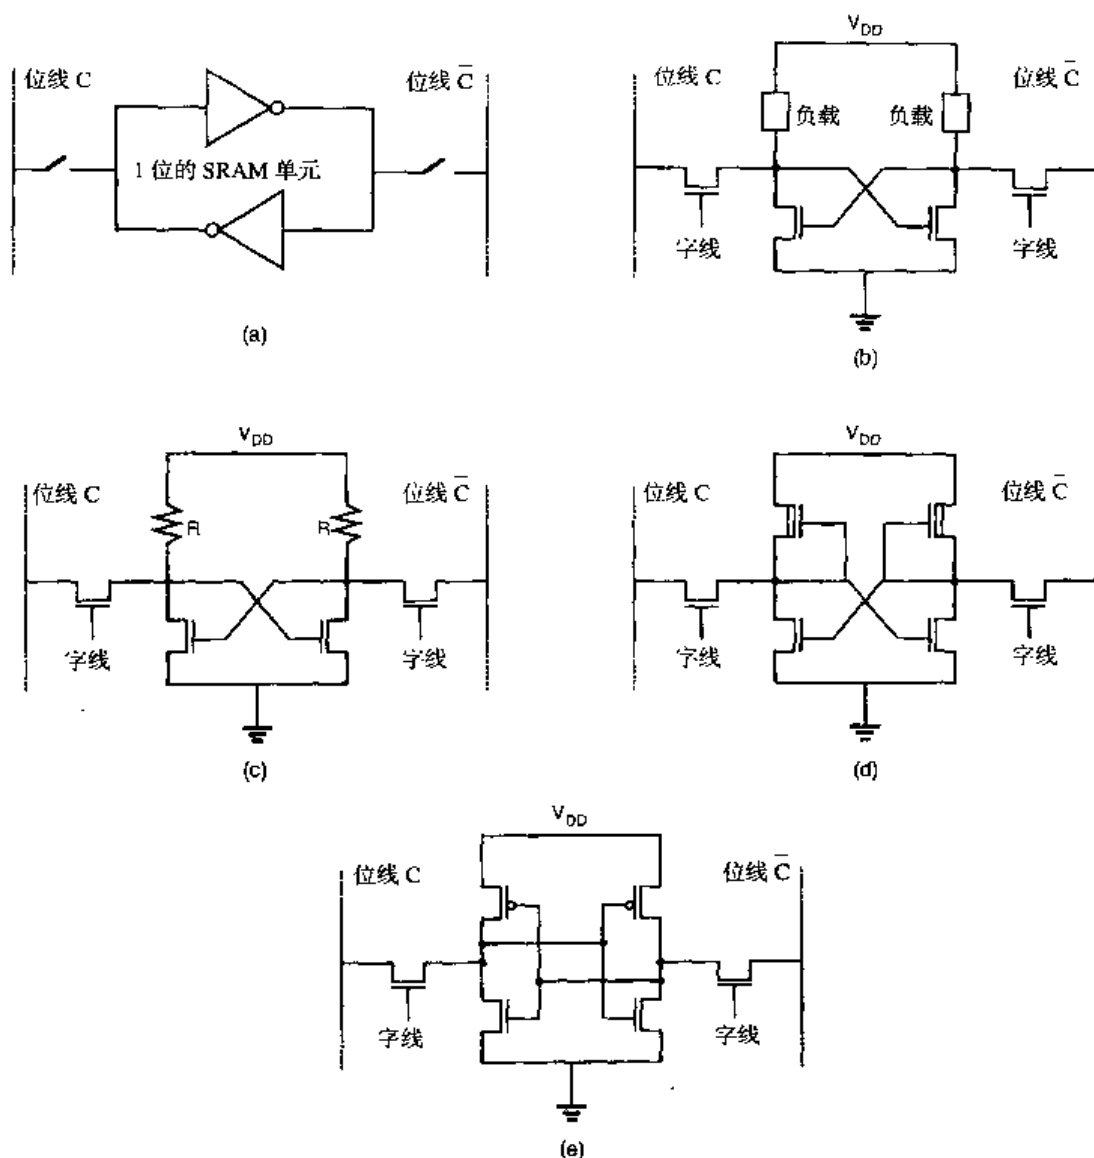 位线 C
位线 C̅
1 位的 SRAM 单元
(a)
V_DD
位线 C
位线 C̅
负载
负载
字线
字线
(b)
V_DD
位线 C
位线 C̅
R
R
字线
字线
(c)
V_DD
位线 C
位线 C̅
字线
字线
(d)
V_DD
位线 C
位线 C̅
字线
字线
(e)